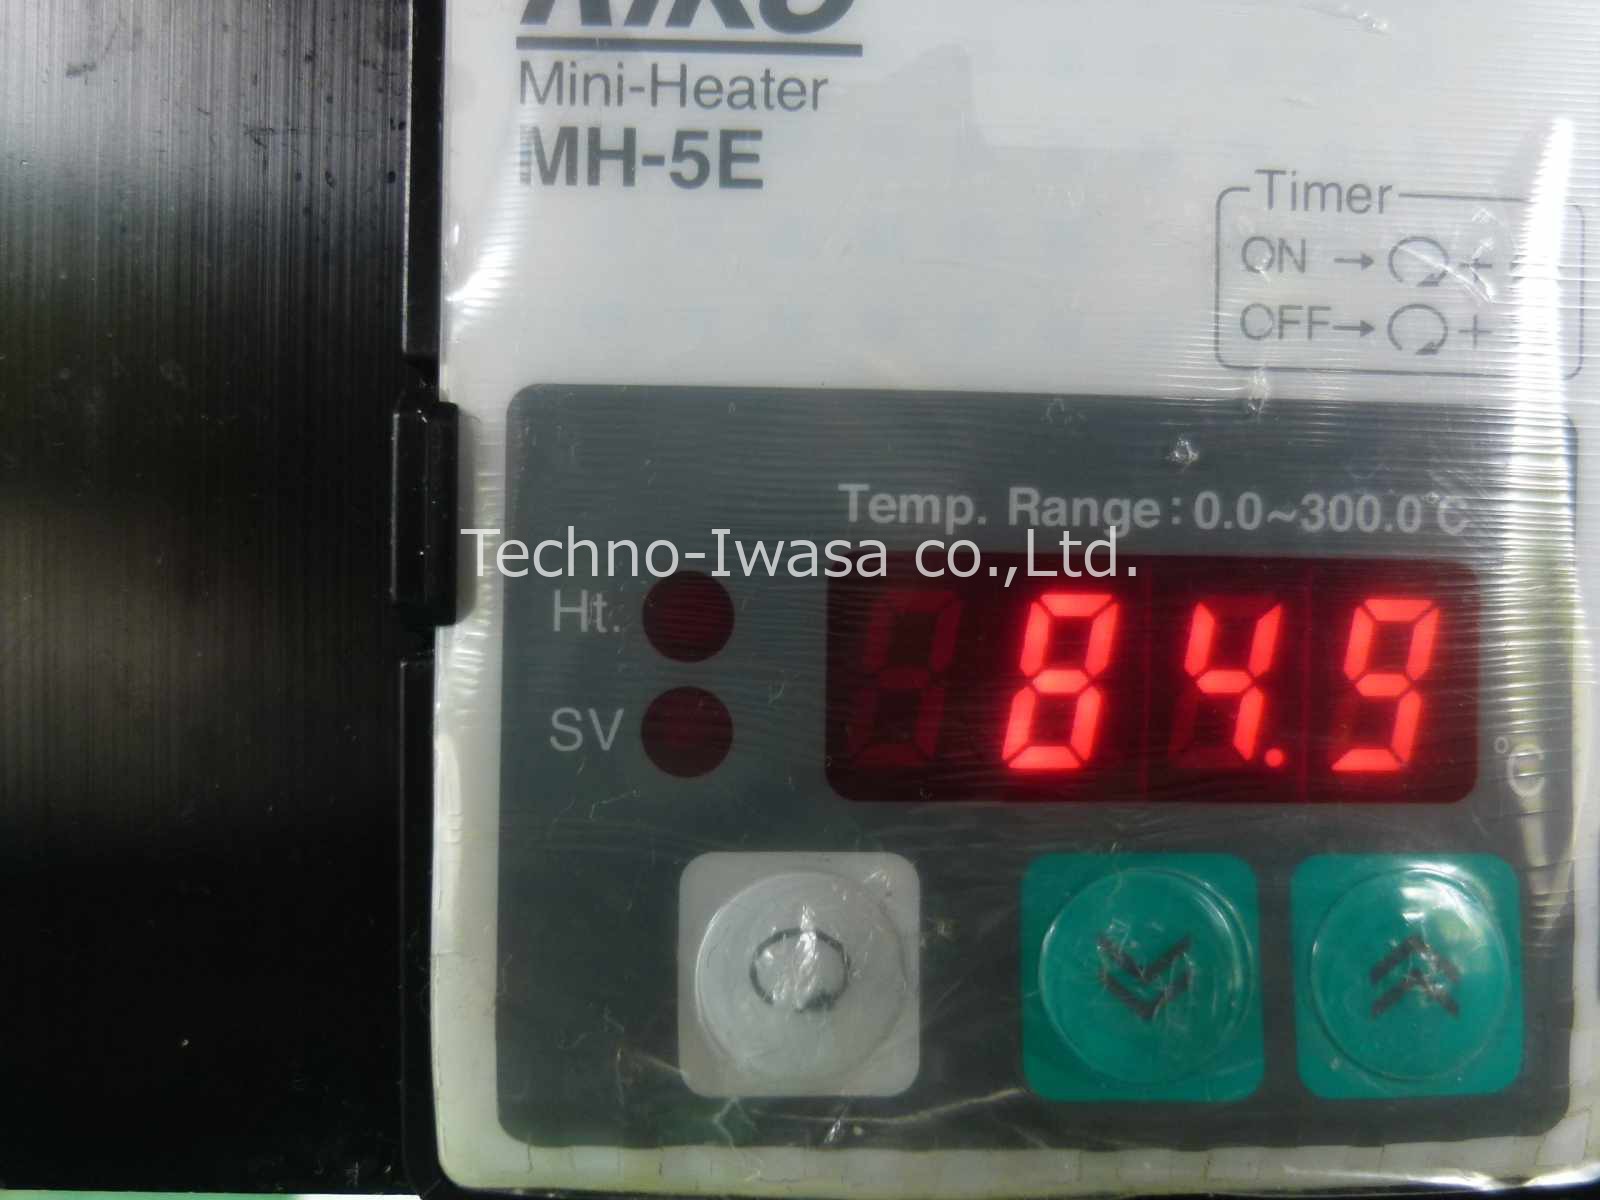 Mini-Heater
MH-5E
Timer
ON → +
OFF → +
Temp. Range: 0.0~300.0°C
Techno-Iwasa co.,Ltd.
Ht.
84.9
SV
°C